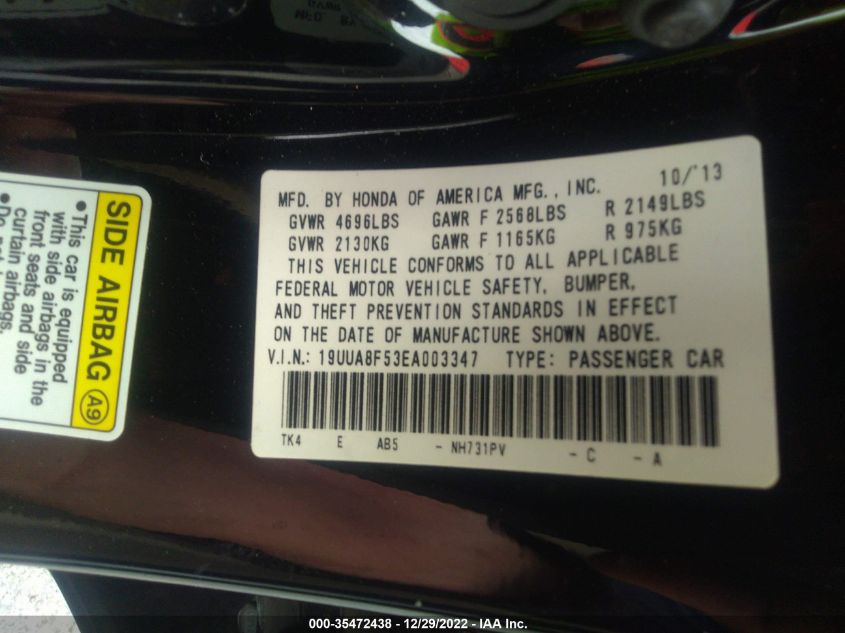 MFD. BY HONDA OF AMERICA MFG., INC. 10/'13
GVWR 4696LBS GAWR F 2568LBS R 2149LBS
GVWR 2130KG GAWR F 1165KG R 975KG
THIS VEHICLE CONFORMS TO ALL APPLICABLE
FEDERAL MOTOR VEHICLE SAFETY, BUMPER,
AND THEFT PREVENTION STANDARDS IN EFFECT
ON THE DATE OF MANUFACTURE SHOWN ABOVE.
V.I.N.: 19UUA8F53EA003347 TYPE: PASSENGER CAR
TK4 E AB5 - NH731PV - C - A
SIDE AIRBAG A9
•This car is equipped
with side airbags in the
front seats and side
curtain airbags.
•Do not
000-35472438 - 12/29/2022 - IAA Inc.